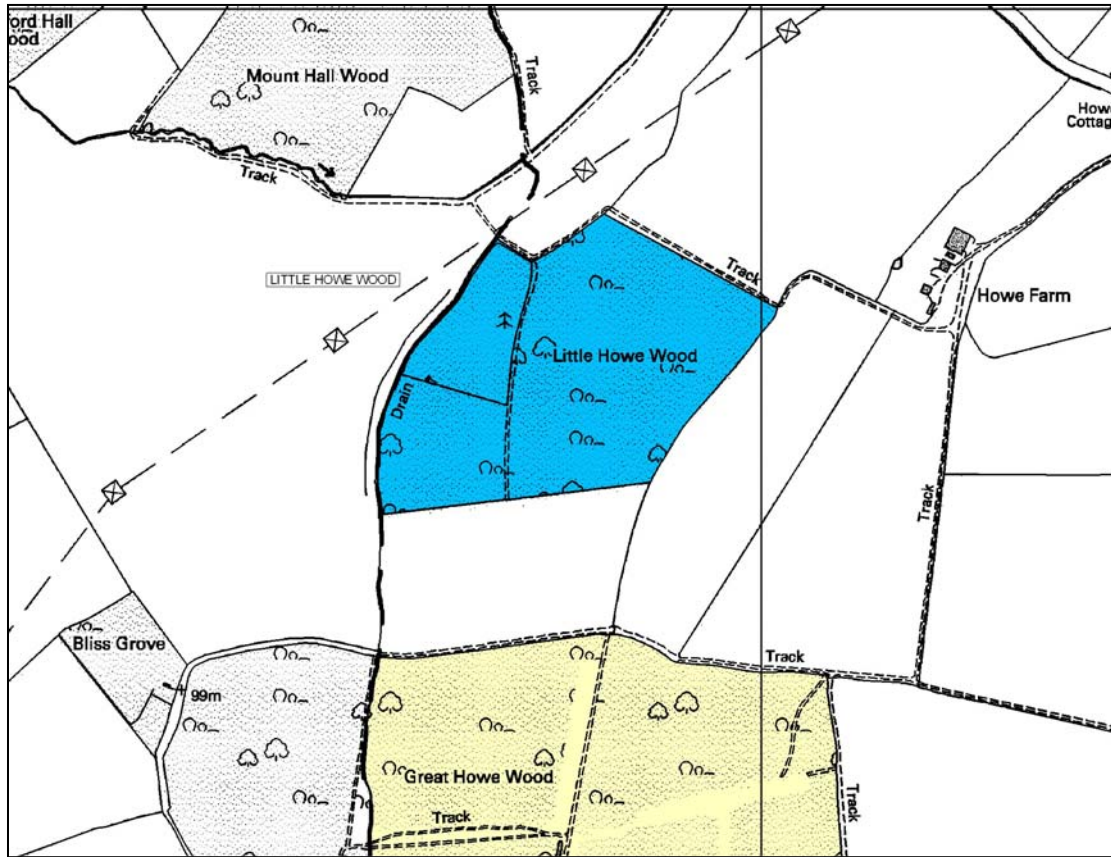 ord Hall
ood
Mount Hall Wood
Track
Track
Howe
LITTLE HOWE WOOD
Track
Howe Farm
Little Howe Wood
Drain
Track
Bliss Grove
Track
99m
Great Howe Wood
Track
Track